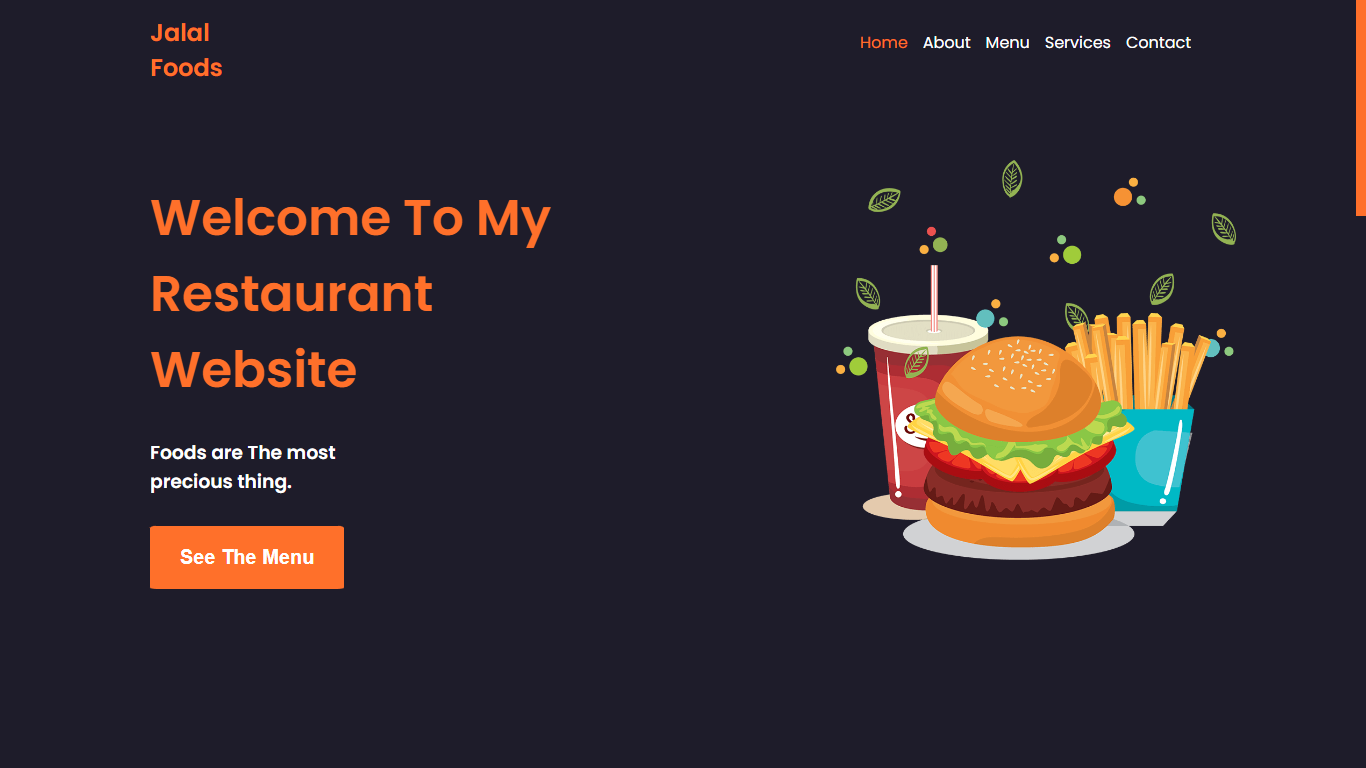 Jalal
Foods
Home About Menu Services Contact
Welcome To My
Restaurant
Website
Foods are The most
precious thing.
See The Menu